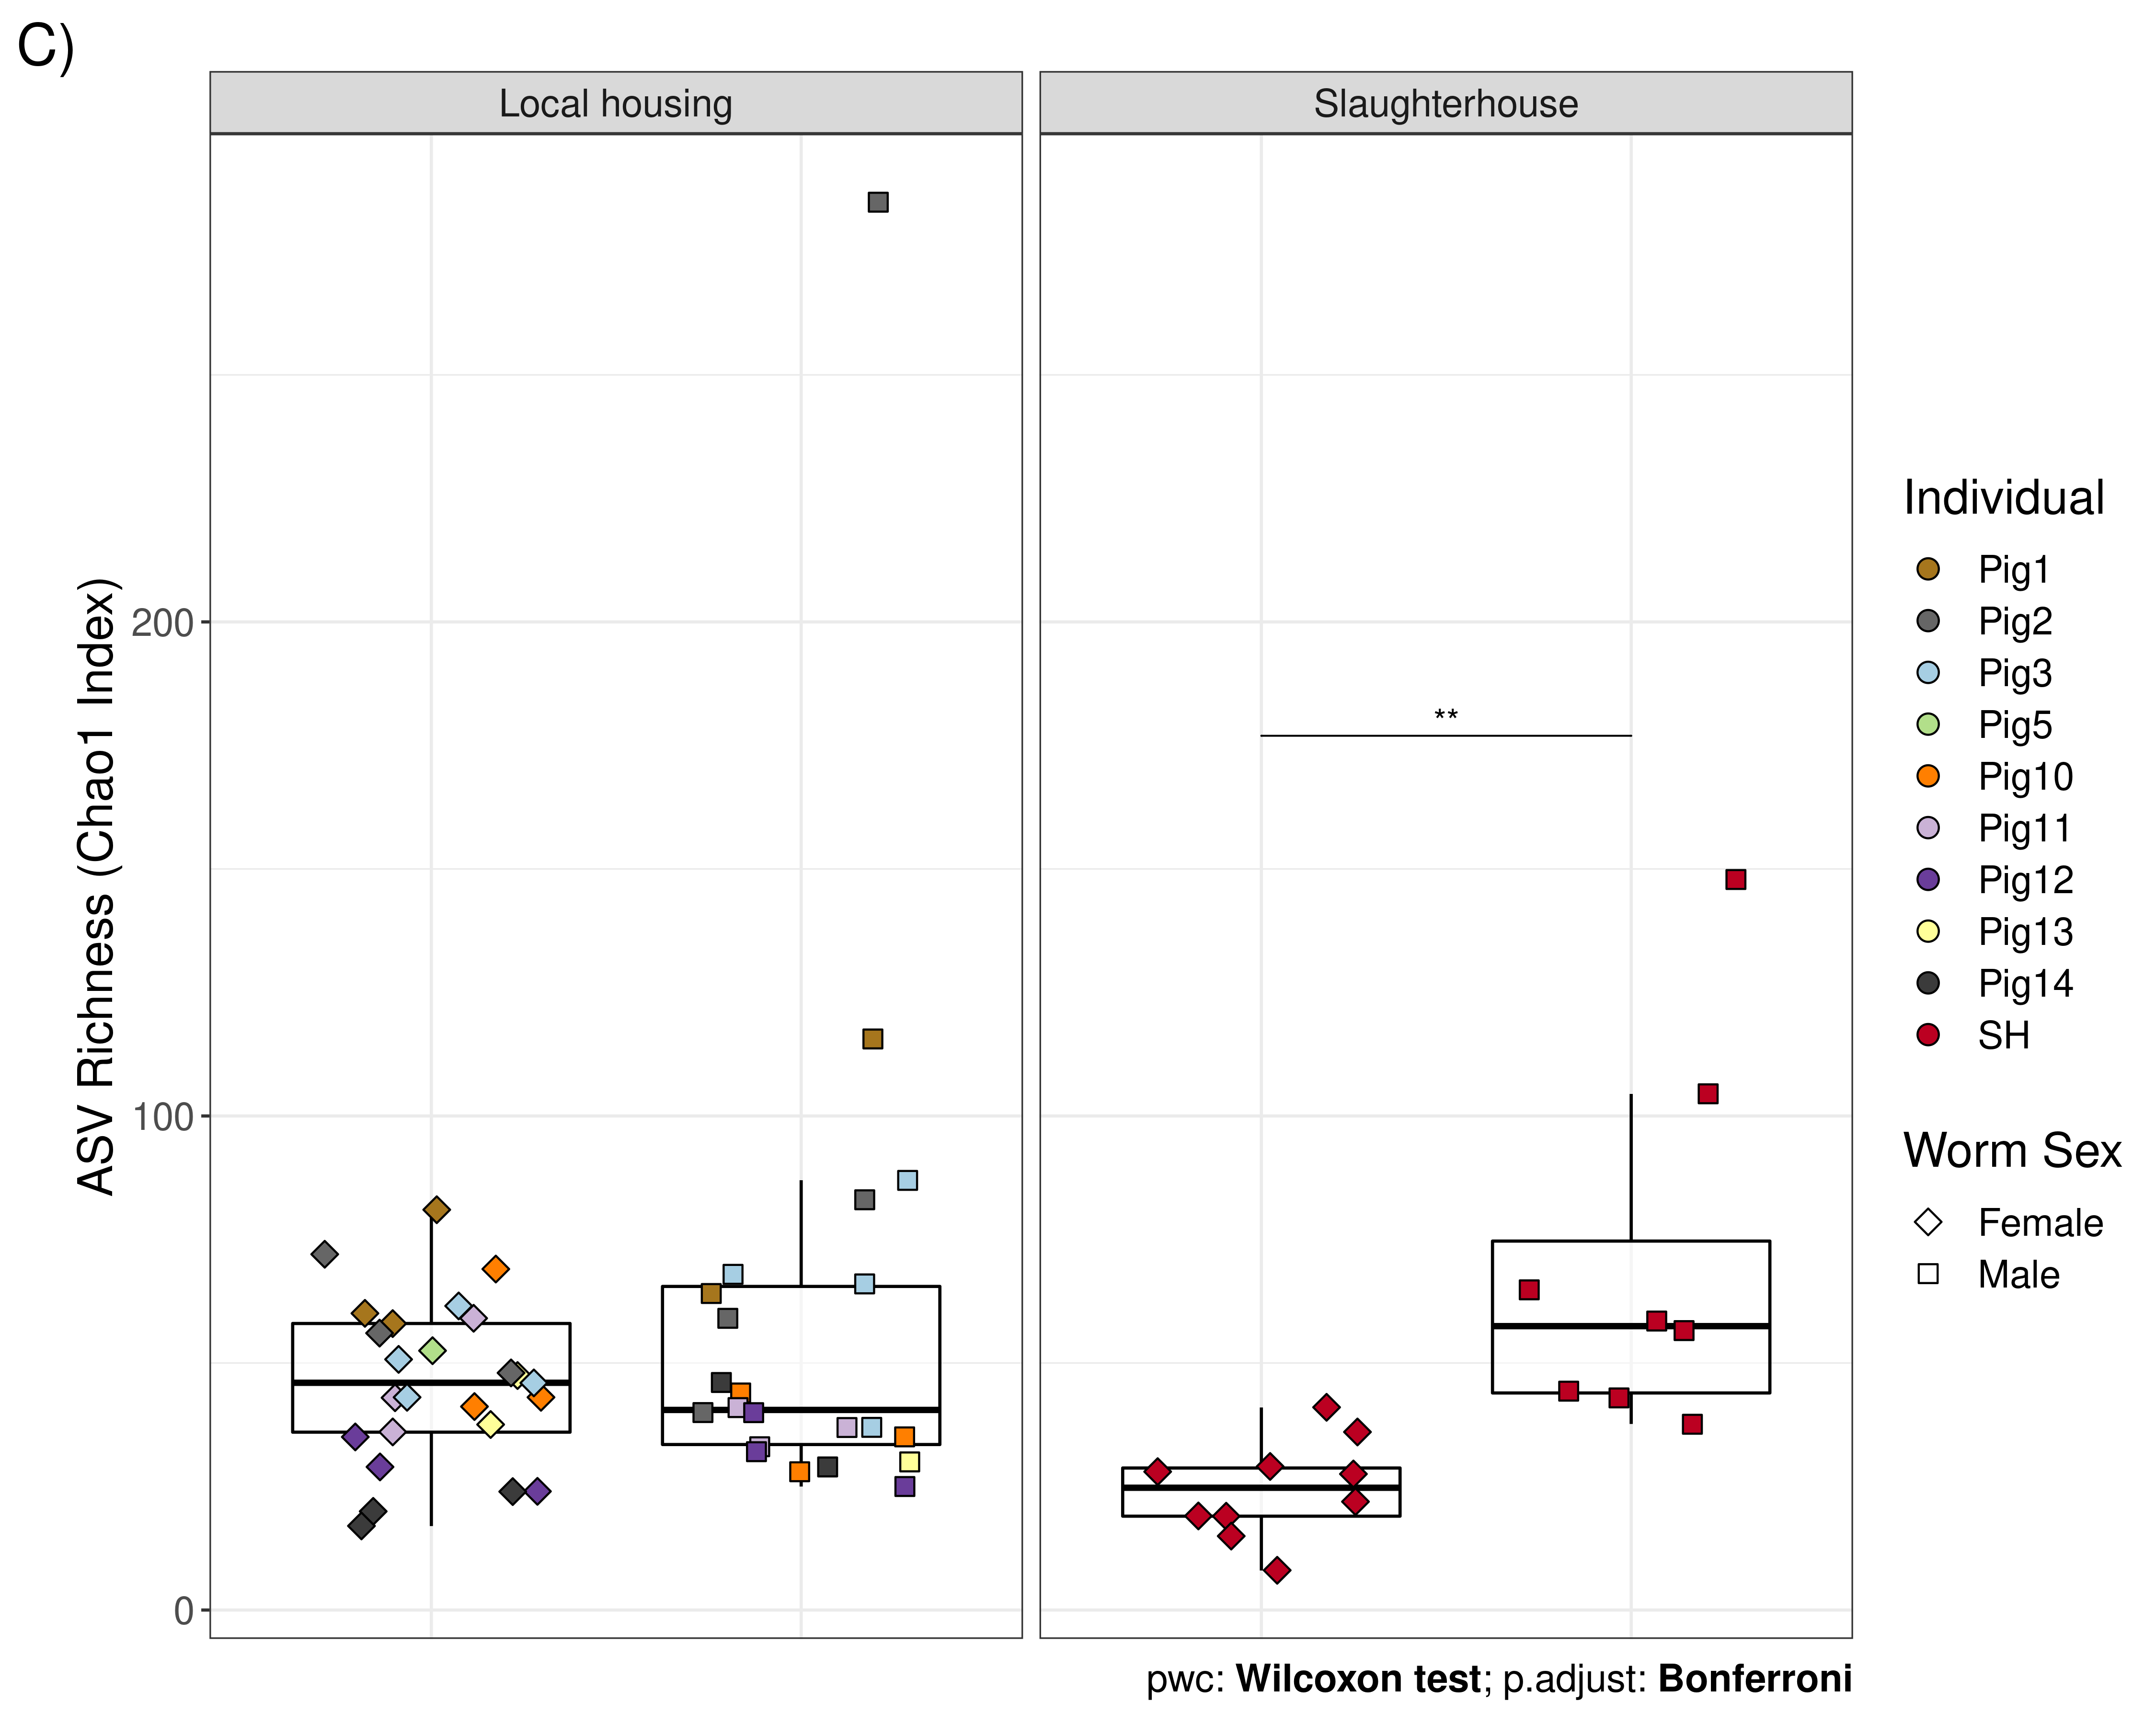 C)
Local housing
Slaughterhouse
ASV Richness (Chao1 Index)
200
100
0
**
Individual
Pig1
Pig2
Pig3
Pig5
Pig10
Pig11
Pig12
Pig13
Pig14
SH
Worm Sex
Female
Male
pwc: Wilcoxon test; p.adjust: Bonferroni